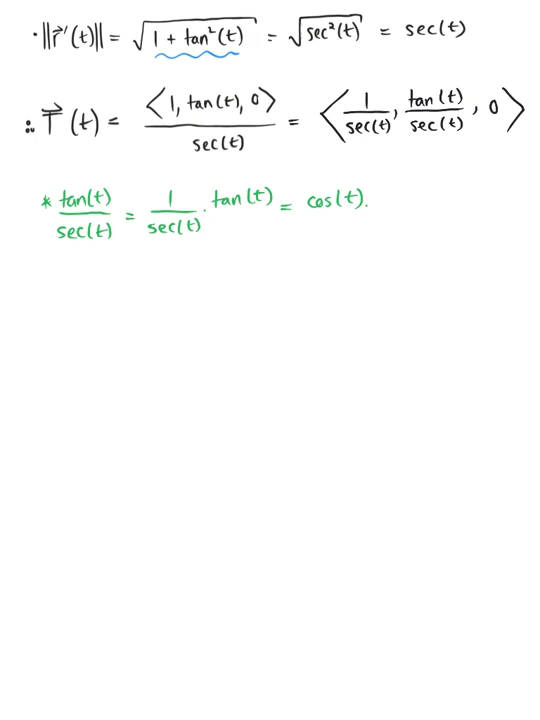 · ||r⃗'(t)|| = √(1 + tan²(t)) = √(sec²(t)) = sec(t)
∴ T⃗(t) = <1, tan(t), 0> / sec(t) = <1/sec(t), tan(t)/sec(t), 0>
* tan(t)/sec(t) = 1/sec(t) · tan(t) = cos(t).